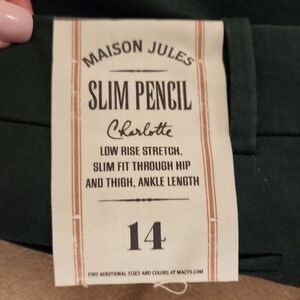 MAISON JULES
SLIM PENCIL
Charlotte
LOW RISE STRETCH,
SLIM FIT THROUGH HIP
AND THIGH, ANKLE LENGTH
14
FIND ADDITIONAL SIZES AND COLORS AT MACYS.COM